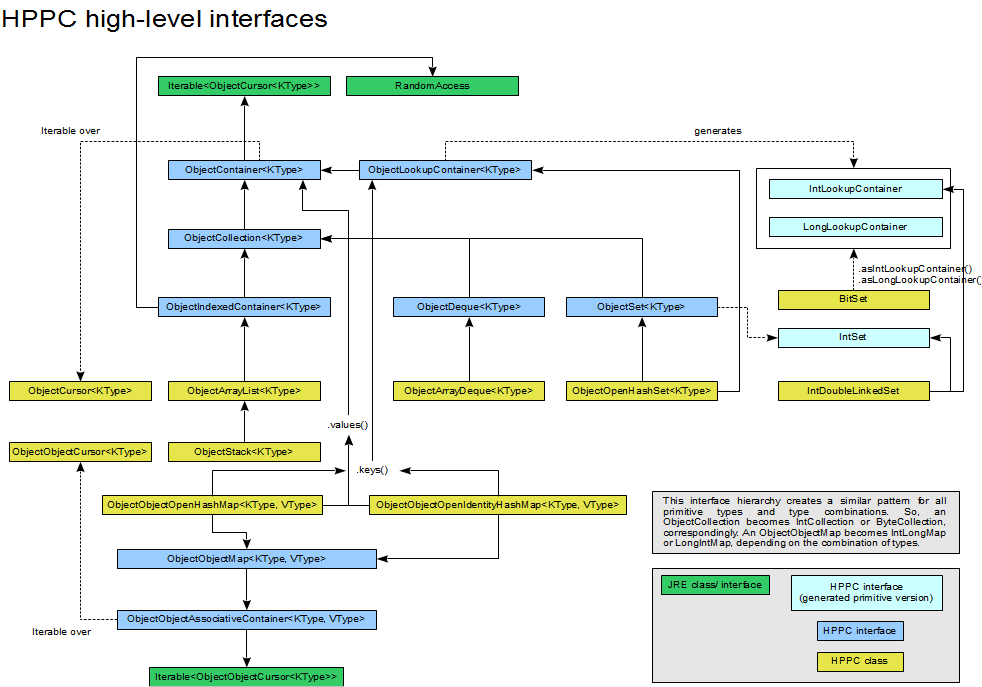 HPPC high-level interfaces
Iterable<ObjectCursor<KType>>
RandomAccess
Iterable over
generates
ObjectContainer<KType>
ObjectLookupContainer<KType>
IntLookupContainer
LongLookupContainer
ObjectCollection<KType>
.asIntLookupContainer()
.asLongLookupContainer()
BitSet
ObjectIndexedContainer<KType>
ObjectDeque<KType>
ObjectSet<KType>
IntSet
ObjectCursor<KType>
ObjectArrayList<KType>
ObjectArrayDeque<KType>
ObjectOpenHashSet<KType>
IntDoubleLinkedSet
.values()
ObjectObjectCursor<KType>
ObjectStack<KType>
.keys()
ObjectObjectOpenHashMap<KType, VType>
ObjectObjectOpenIdentityHashMap<KType, VType>
This interface hierarchy creates a similar pattern for all
primitive types and type combinations. So, an
ObjectCollection becomes IntCollection or ByteCollection,
correspondingly. An ObjectObjectMap becomes IntLongMap
or LongIntMap, depending on the combination of types.
ObjectObjectMap<KType, VType>
JRE class/interface
HPPC interface
(generated primitive version)
ObjectObjectAssociativeContainer<KType, VType>
Iterable over
HPPC interface
HPPC class
Iterable<ObjectObjectCursor<KType>>